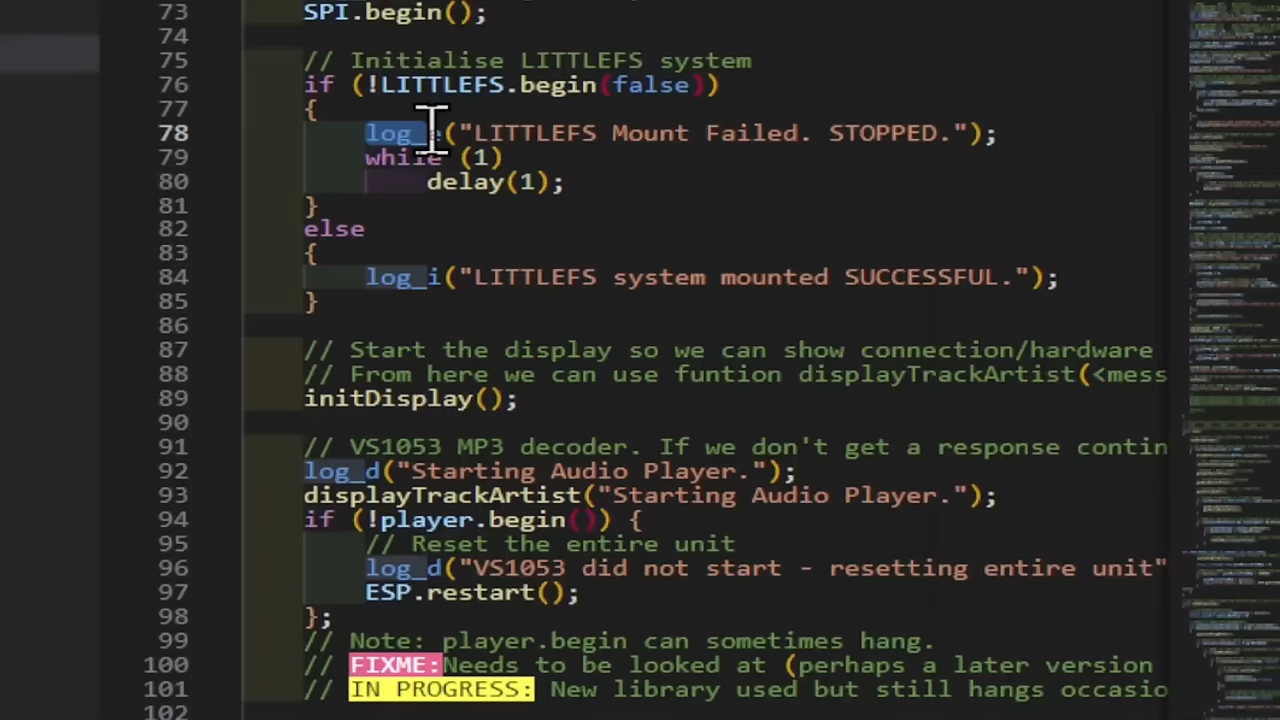 73 SPI.begin();
74
75 // Initialise LITTLEFS system
76 if (!LITTLEFS.begin(false))
77 {
78 log_e("LITTLEFS Mount Failed. STOPPED.");
79 while (1)
80 delay(1);
81 }
82 else
83 {
84 log_i("LITTLEFS system mounted SUCCESSFUL.");
85 }
86
87 // Start the display so we can show connection/hardware
88 // From here we can use funtion displayTrackArtist(<mess
89 initDisplay();
90
91 // VS1053 MP3 decoder. If we don't get a response contin
92 log_d("Starting Audio Player.");
93 displayTrackArtist("Starting Audio Player.");
94 if (!player.begin()) {
95 // Reset the entire unit
96 log_d("VS1053 did not start - resetting entire unit"
97 ESP.restart();
98 };
99 // Note: player.begin can sometimes hang.
100 // FIXME:Needs to be looked at (perhaps a later version
101 // IN PROGRESS: New library used but still hangs occasio
102